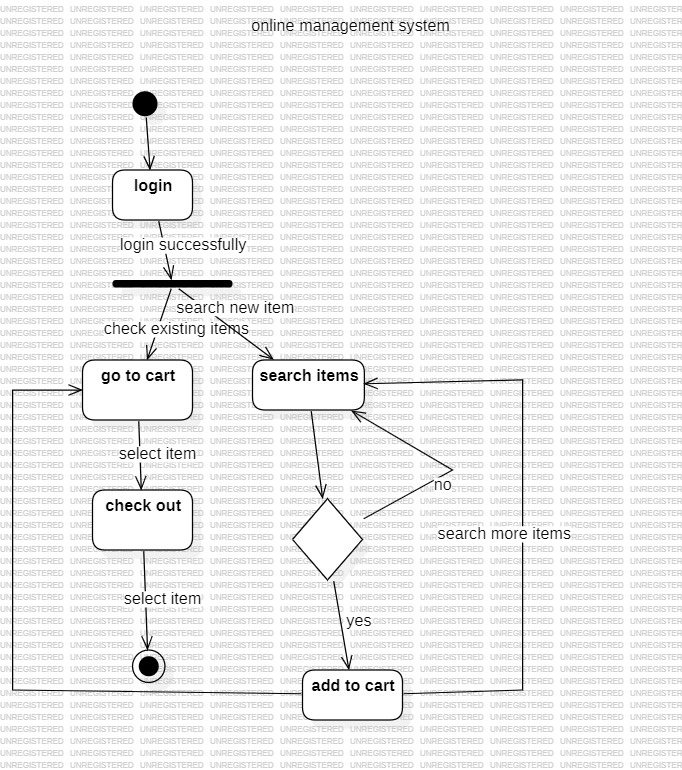 online management system
login
login successfully
search new item
check existing items
go to cart
search items
select item
no
check out
search more items
select item
yes
add to cart
UNREGISTERED